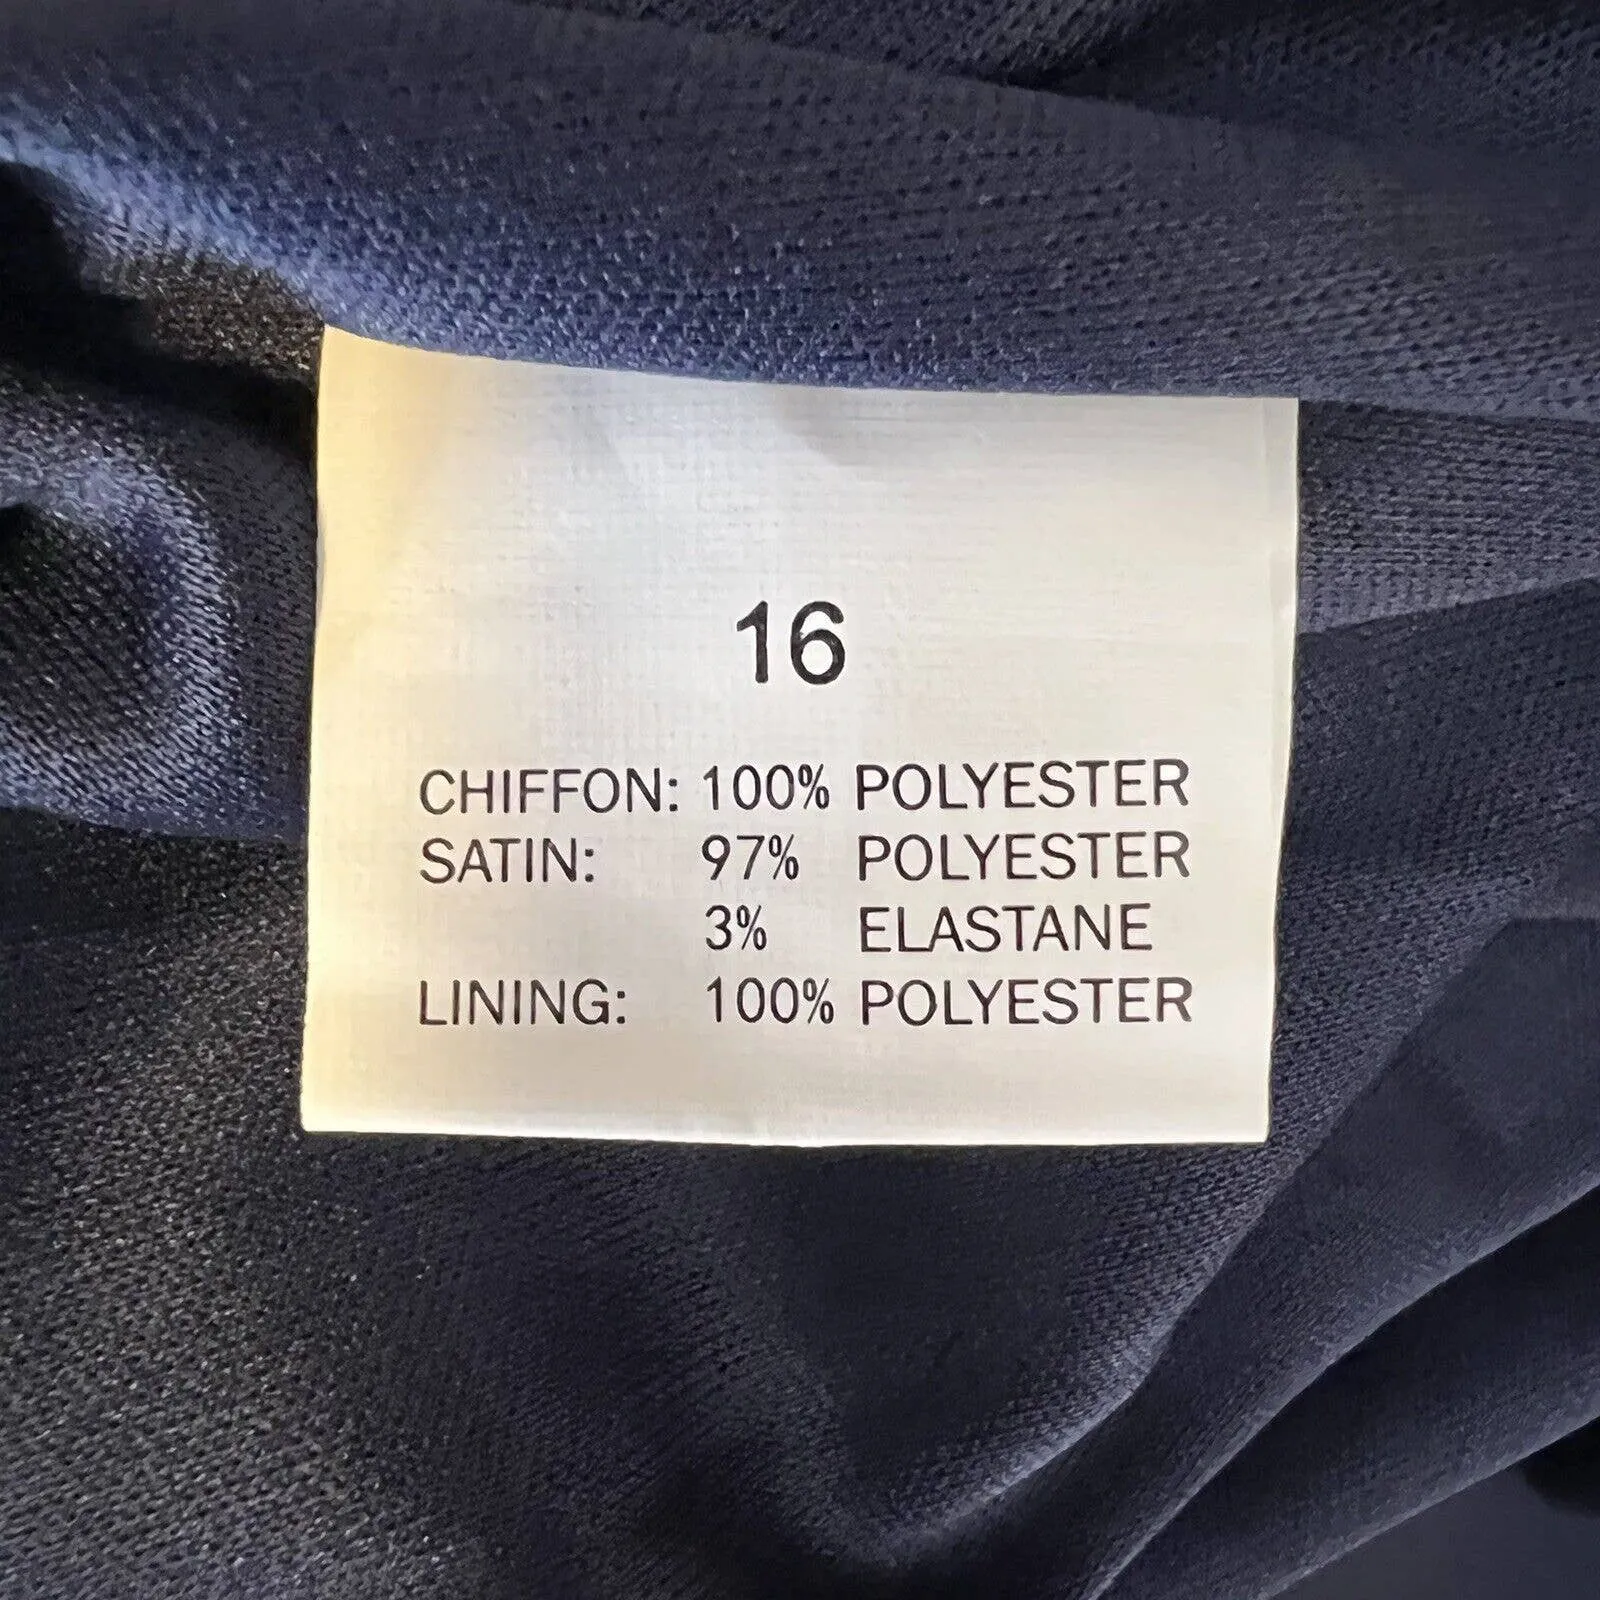 16
CHIFFON: 100% POLYESTER
SATIN: 97% POLYESTER
3% ELASTANE
LINING: 100% POLYESTER